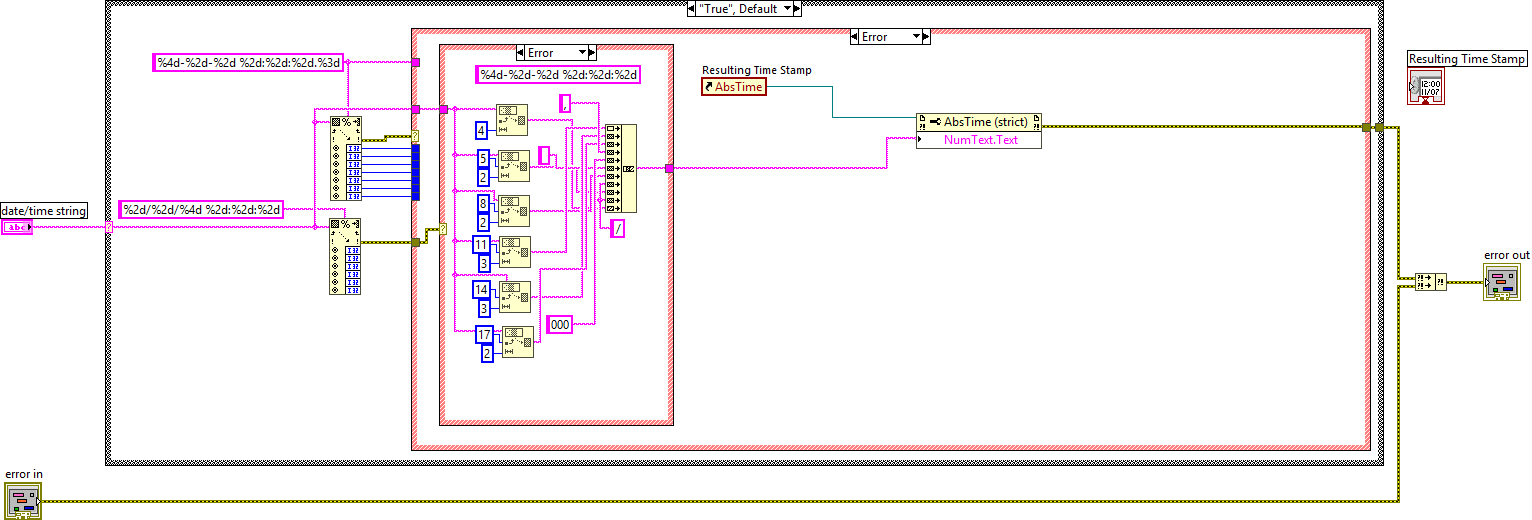 "True", Default
Error
Error
%4d-%2d-%2d %2d:%2d:%2d.%3d
%4d-%2d-%2d %2d:%2d:%2d
Resulting Time Stamp
AbsTime
Resulting Time Stamp
12:00
11/07
,
4
AbsTime (strict)
NumText.Text
5
2
%2d/%2d/%4d %2d:%2d:%2d
date/time string
abc
8
2
/
11
3
14
3
000
17
2
error out
error in